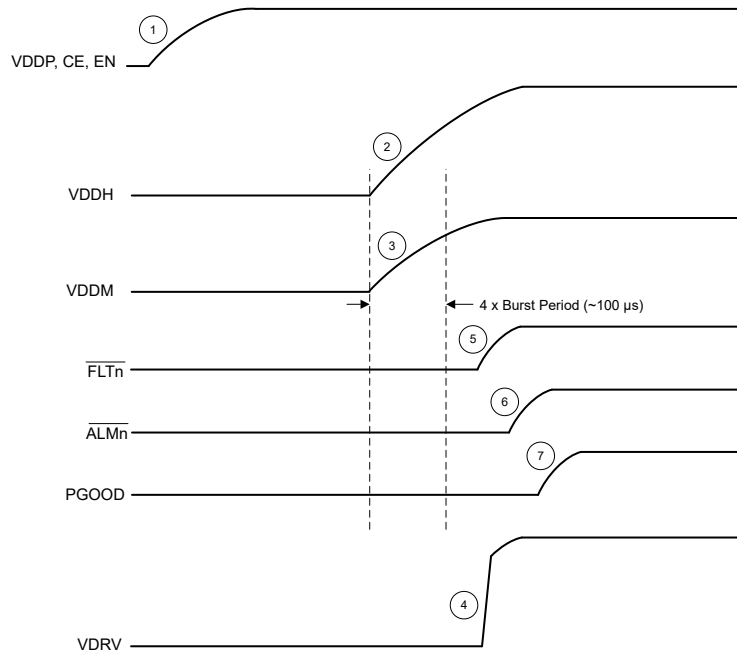 1
VDDP, CE, EN
2
VDDH
3
VDDM
4 x Burst Period (~100 µs)
5
FLTn
6
ALMn
7
PGOOD
4
VDRV